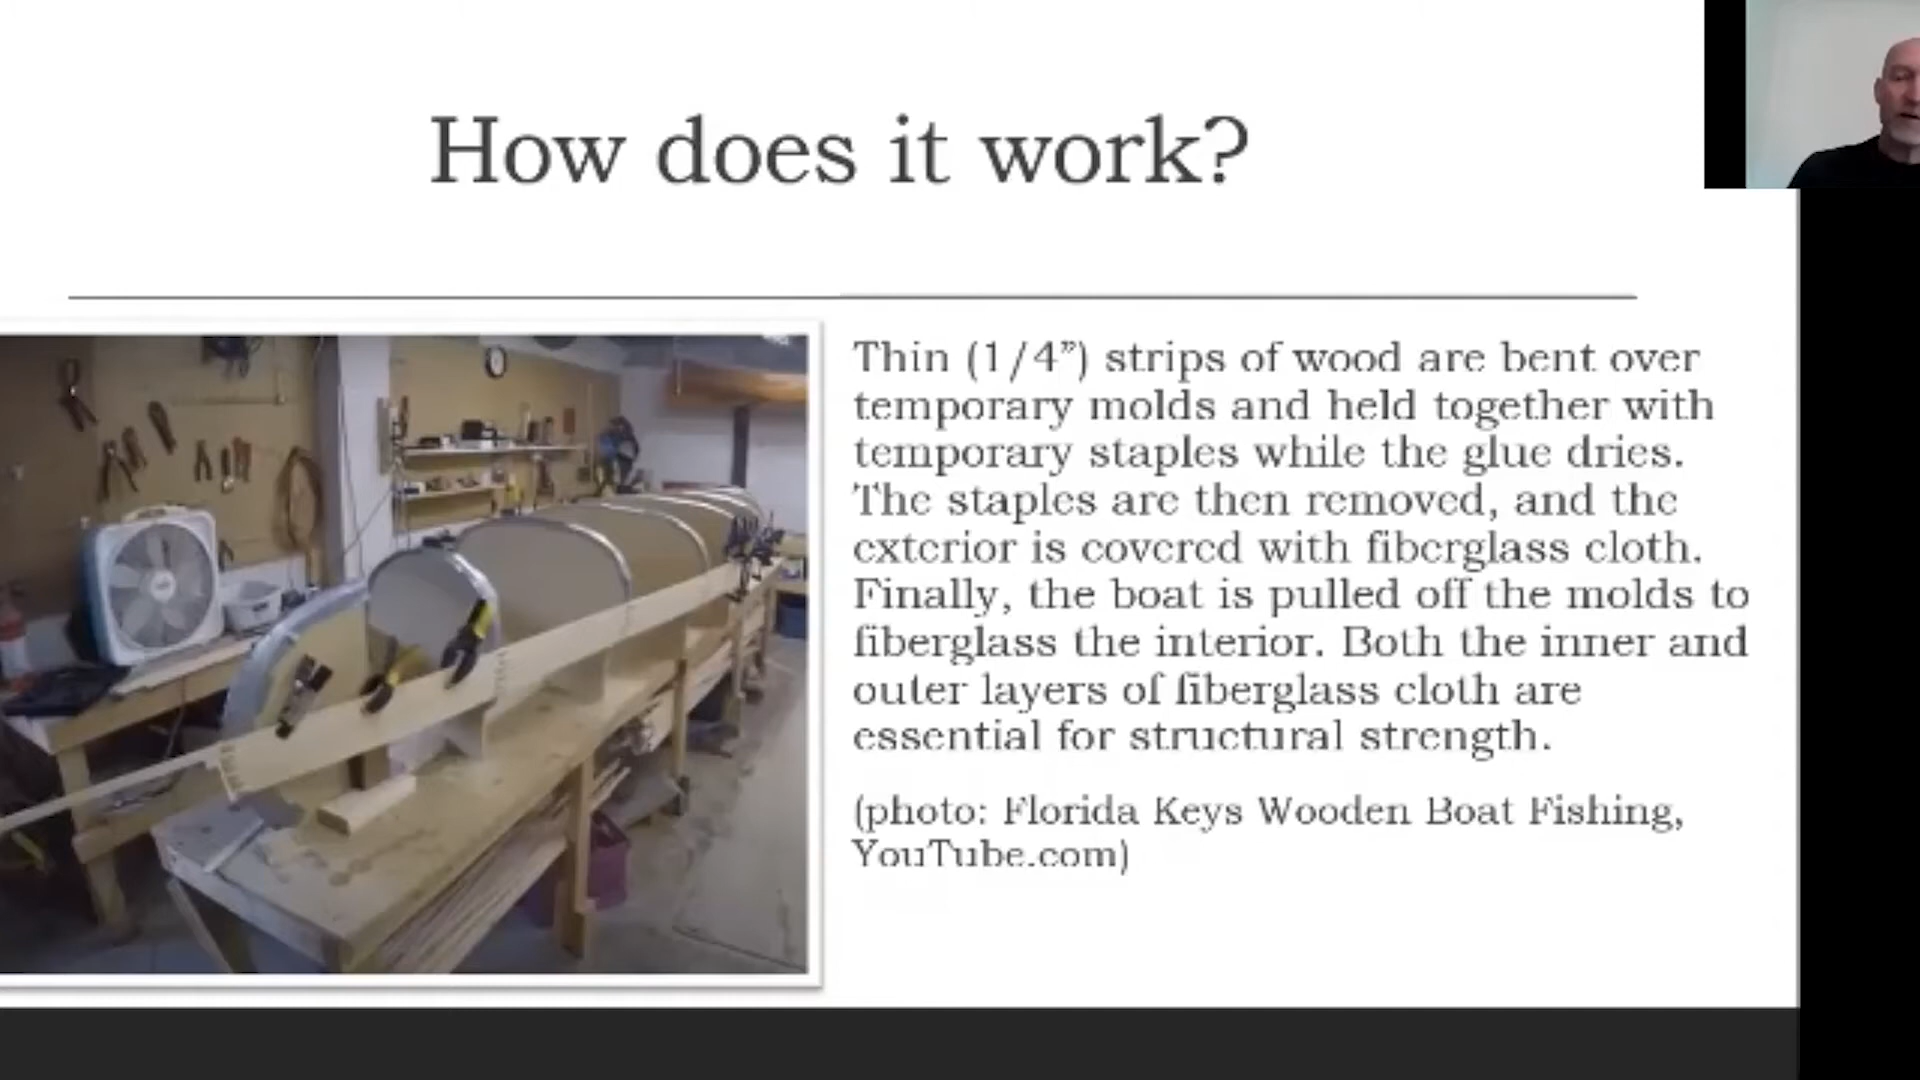 How does it work?
Thin (1/4”) strips of wood are bent over
temporary molds and held together with
temporary staples while the glue dries.
The staples are then removed, and the
exterior is covered with fiberglass cloth.
Finally, the boat is pulled off the molds to
fiberglass the interior. Both the inner and
outer layers of fiberglass cloth are
essential for structural strength.
(photo: Florida Keys Wooden Boat Fishing,
YouTube.com)